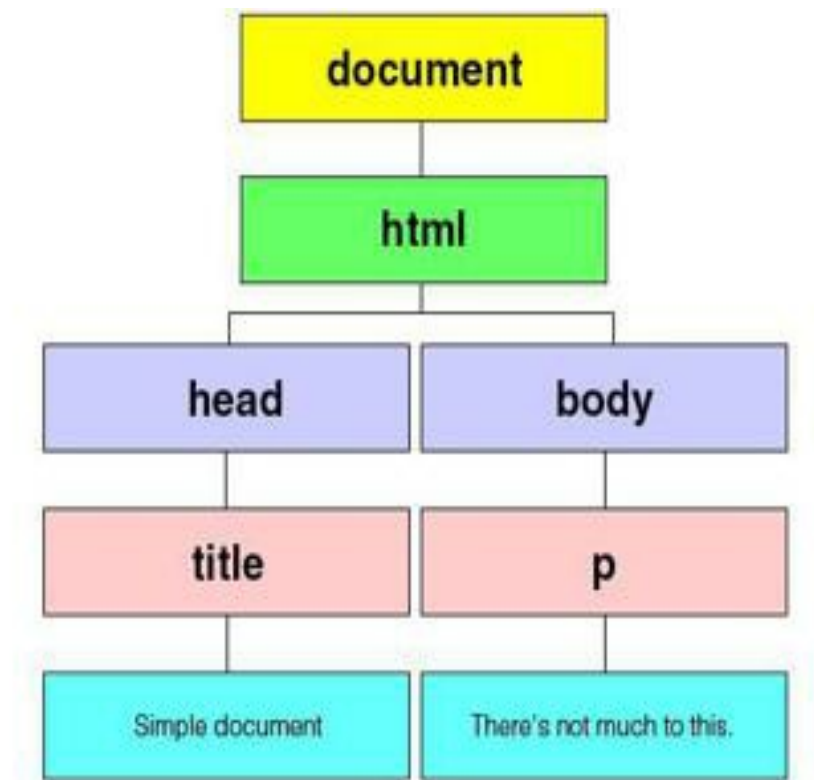 document
html
head
body
title
p
Simple document
There's not much to this.